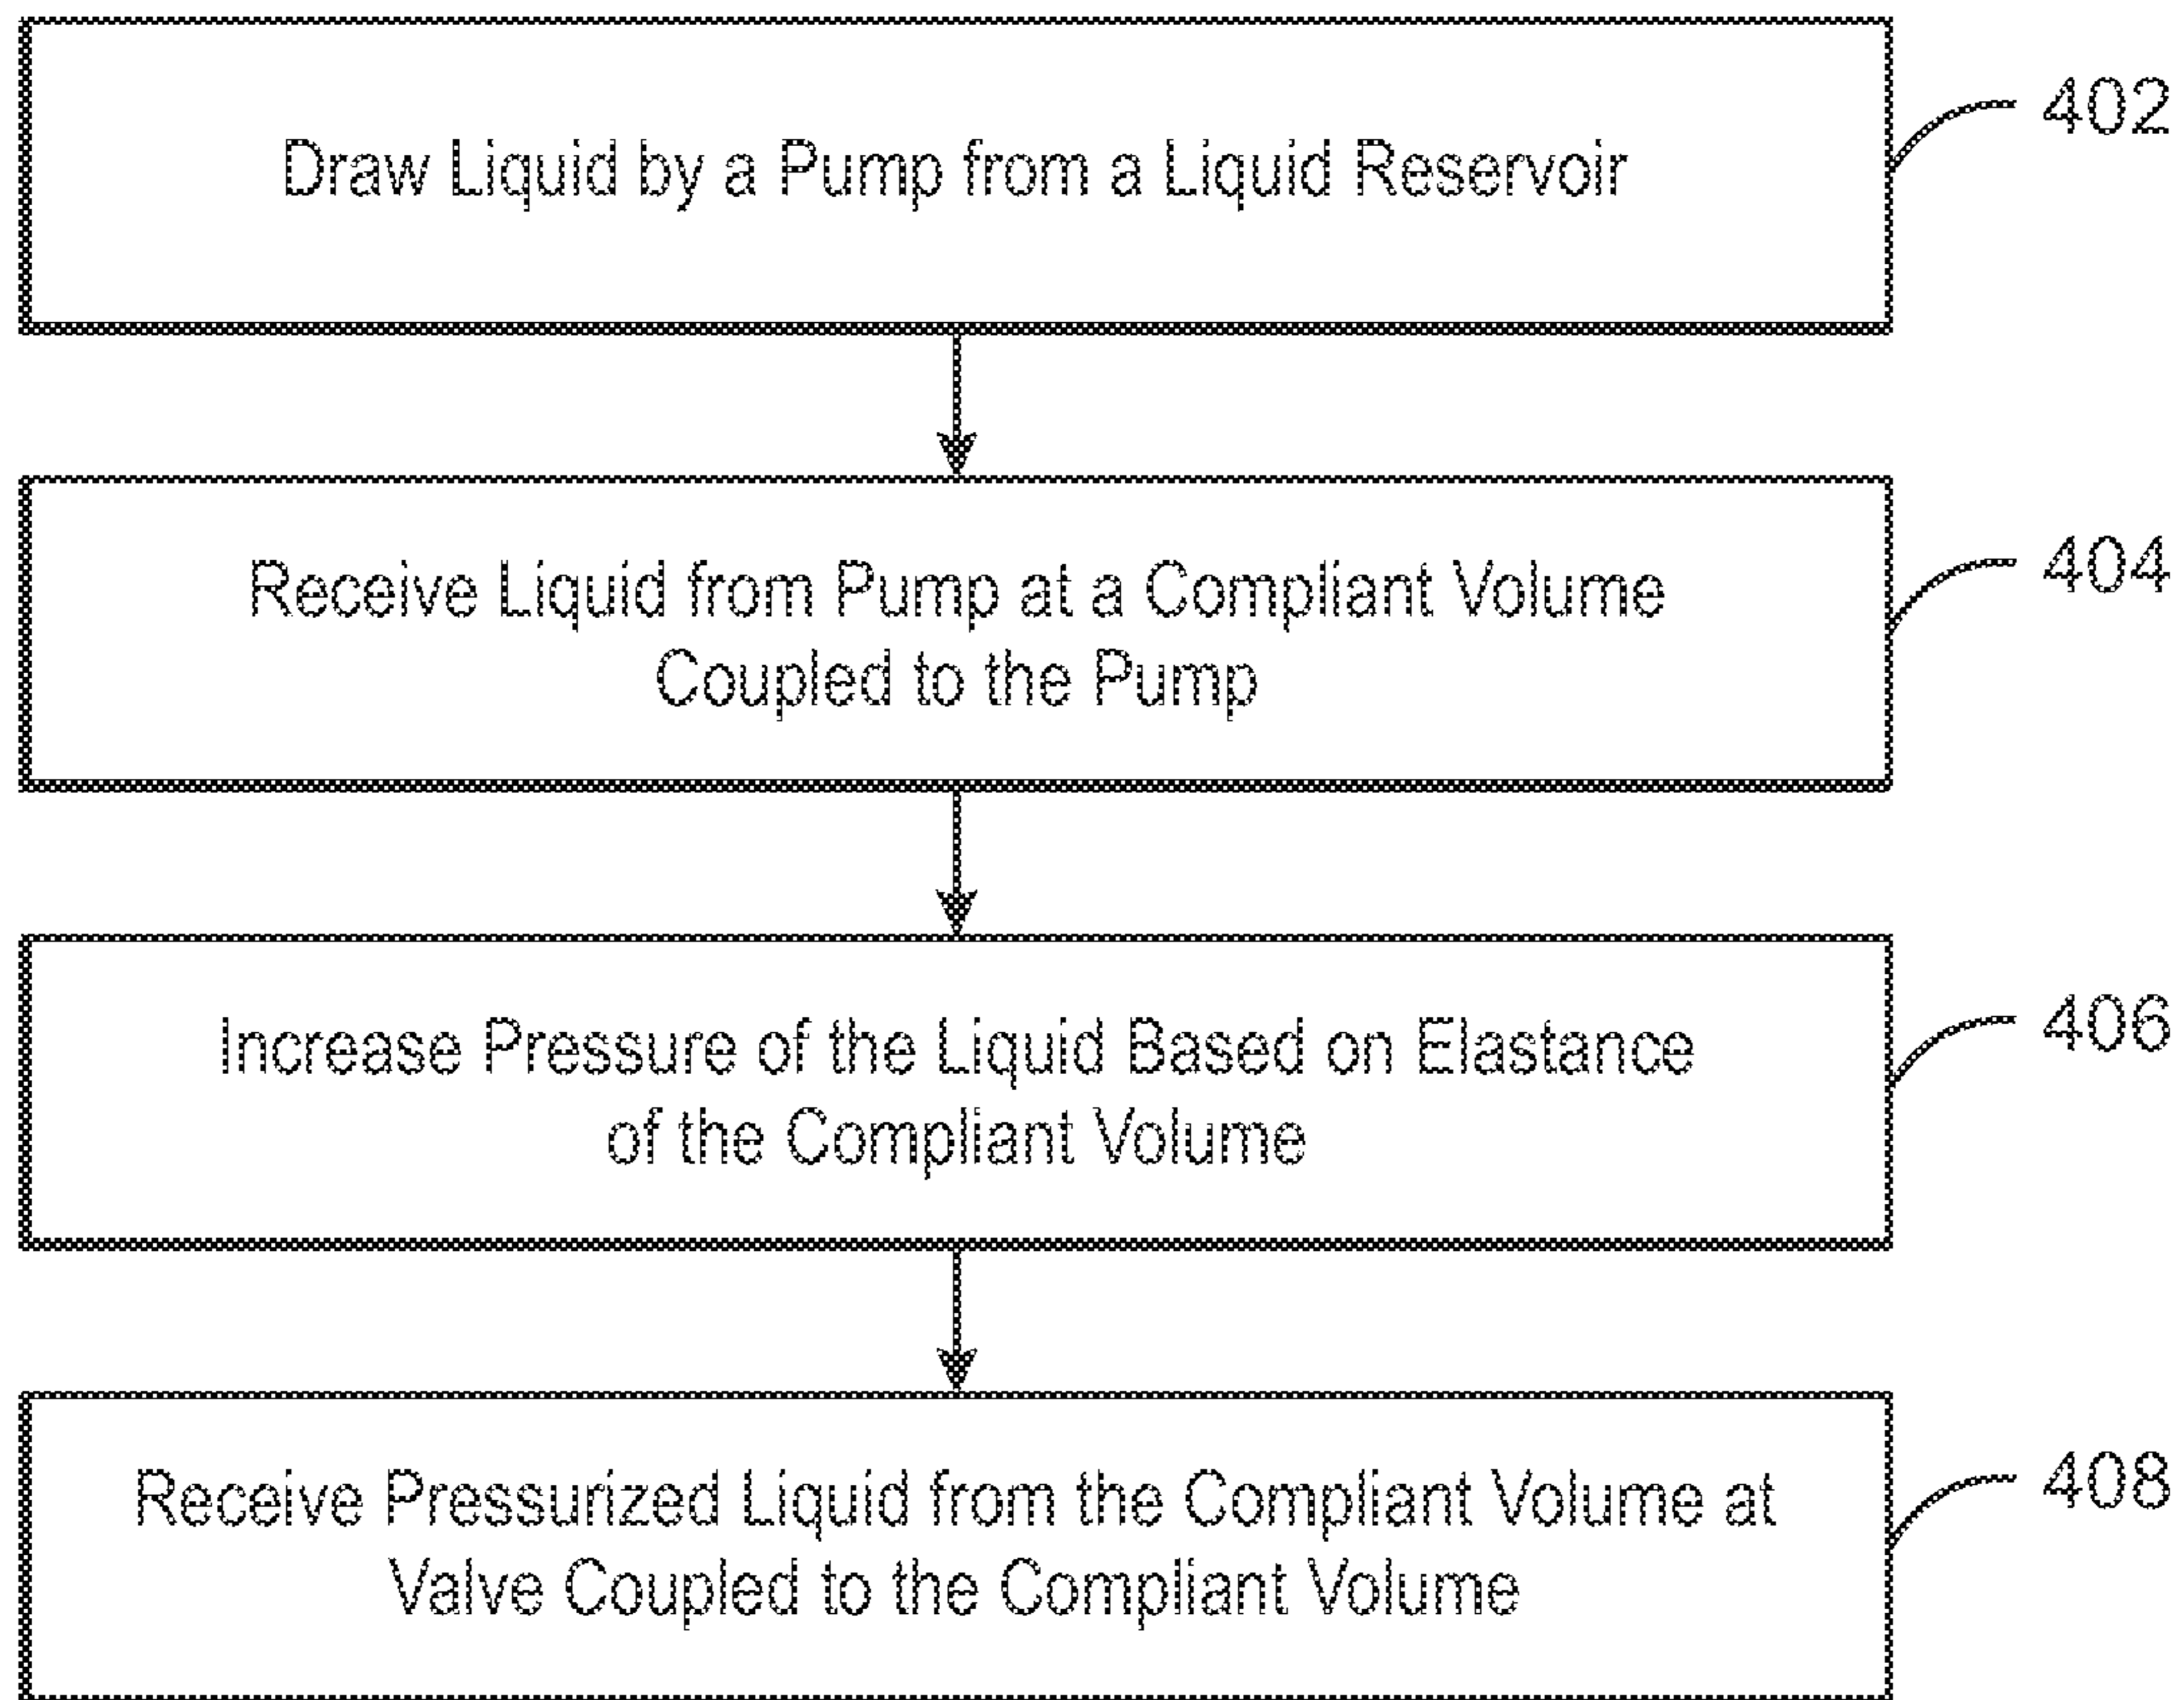 Draw Liquid by a Pump from a Liquid Reservoir
402
Receive Liquid from Pump at a Compliant Volume
Coupled to the Pump
404
Increase Pressure of the Liquid Based on Elastance
of the Compliant Volume
406
Receive Pressurized Liquid from the Compliant Volume at
Valve Coupled to the Compliant Volume
408